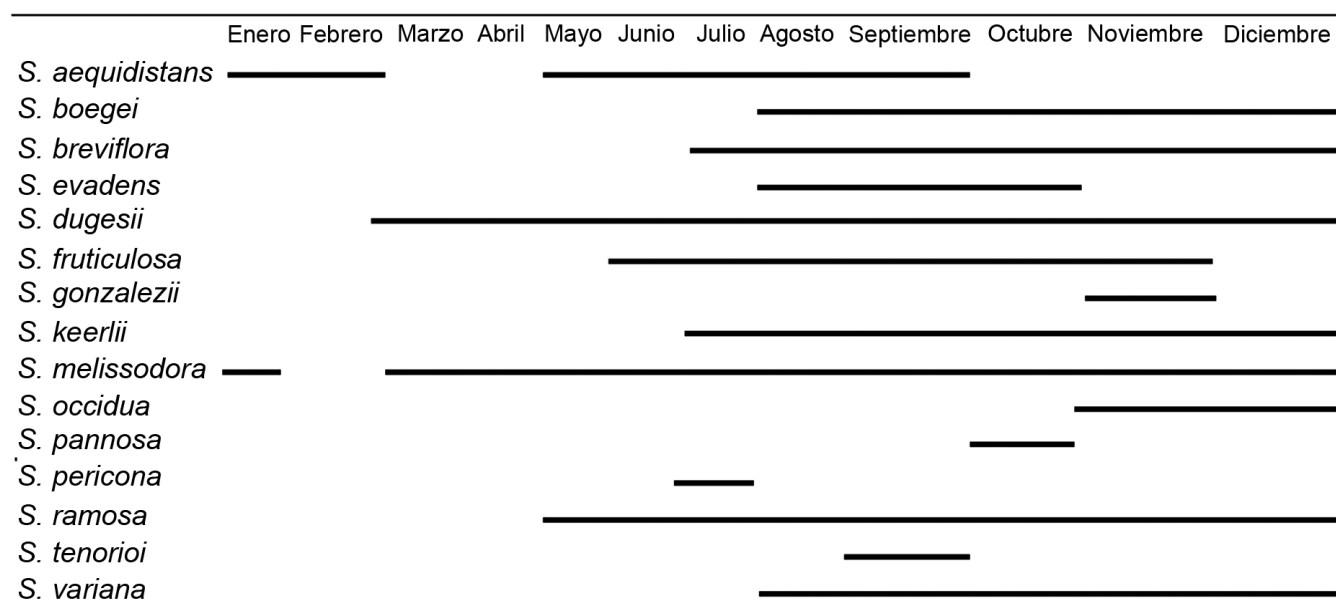 Enero Febrero Marzo Abril Mayo Junio Julio Agosto Septiembre Octubre Noviembre Diciembre
S. aequidistans
S. boegei
S. breviflora
S. evadens
S. dugesii
S. fruticulosa
S. gonzalezii
S. keerlii
S. melissodora
S. occidua
S. pannosa
S. pericona
S. ramosa
S. tenorioi
S. variana